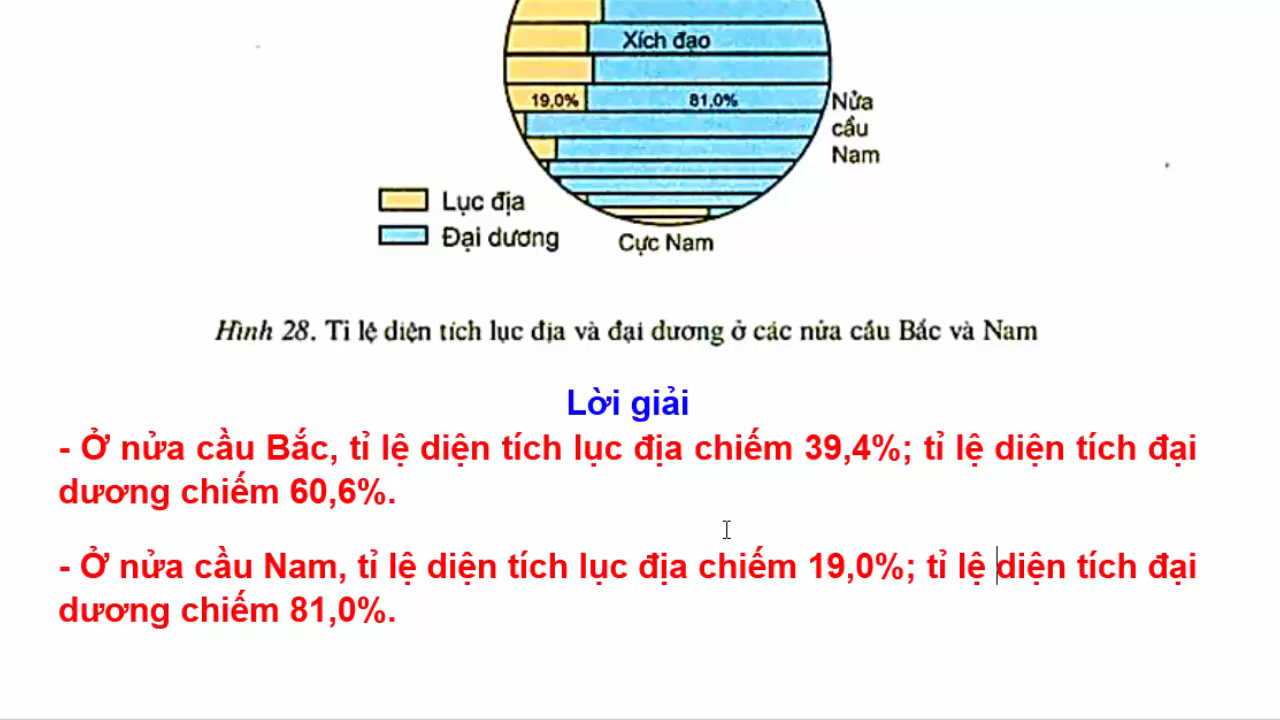 Xích đạo
19,0% 81,0%
Nửa
cầu
Nam
Lục địa
Đại dương
Cực Nam
Hình 28. Tỉ lệ diện tích lục địa và đại dương ở các nửa cầu Bắc và Nam
Lời giải
- Ở nửa cầu Bắc, tỉ lệ diện tích lục địa chiếm 39,4%; tỉ lệ diện tích đại
dương chiếm 60,6%.
- Ở nửa cầu Nam, tỉ lệ diện tích lục địa chiếm 19,0%; tỉ lệ diện tích đại
dương chiếm 81,0%.